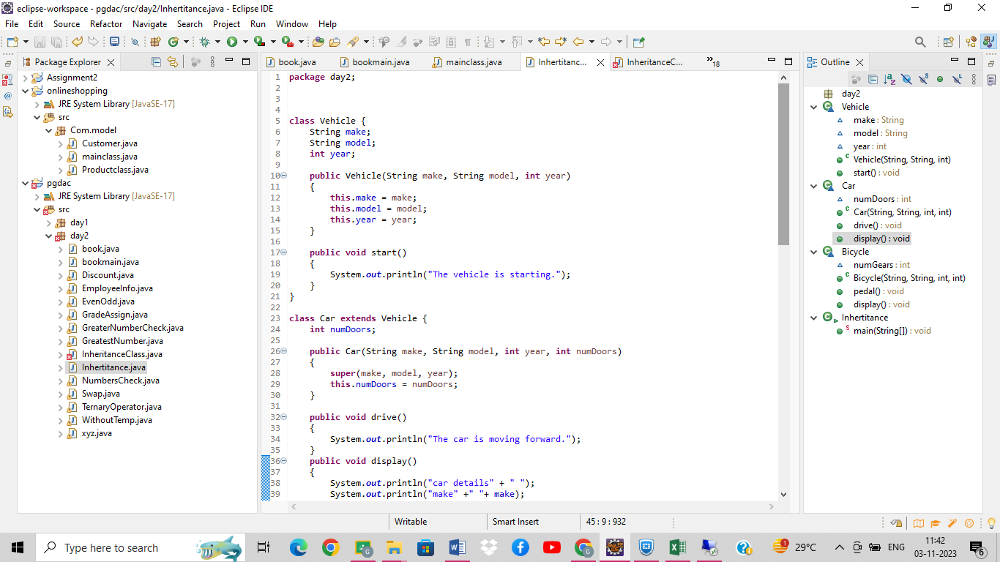 eclipse-workspace - pgdac/src/day2/Inhertitance.java - Eclipse IDE
File Edit Source Refactor Navigate Search Project Run Window Help
Package Explorer
Assignment2
onlineshopping
JRE System Library [JavaSE-17]
src
Com.model
Customer.java
mainclass.java
Productclass.java
pgdac
JRE System Library [JavaSE-17]
src
day1
day2
book.java
bookmain.java
Discount.java
EmployeeInfo.java
EvenOdd.java
GradeAssign.java
GreaterNumberCheck.java
GreatestNumber.java
InheritanceClass.java
Inhertitance.java
NumbersCheck.java
Swap.java
TernaryOperator.java
WithoutTemp.java
xyz.java
book.java bookmain.java mainclass.java Inhertitanc... InheritanceC... »18
1 package day2;
2
3
4
5 class Vehicle {
6 String make;
7 String model;
8 int year;
9
10 public Vehicle(String make, String model, int year)
11 {
12 this.make = make;
13 this.model = model;
14 this.year = year;
15 }
16
17 public void start()
18 {
19 System.out.println("The vehicle is starting.");
20 }
21 }
22
23 class Car extends Vehicle {
24 int numDoors;
25
26 public Car(String make, String model, int year, int numDoors)
27 {
28 super(make, model, year);
29 this.numDoors = numDoors;
30 }
31
32 public void drive()
33 {
34 System.out.println("The car is moving forward.");
35 }
36 public void display()
37 {
38 System.out.println("car details" + " ");
39 System.out.println("make" +" "+ make);
Outline
day2
Vehicle
make : String
model : String
year : int
Vehicle(String, String, int)
start() : void
Car
numDoors : int
Car(String, String, int, int)
drive() : void
display() : void
Bicycle
numGears : int
Bicycle(String, String, int, int)
pedal() : void
display() : void
Inhertitance
main(String[]) : void
Writable Smart Insert 45 : 9 : 932
Type here to search
29°C ENG
11:42
03-11-2023